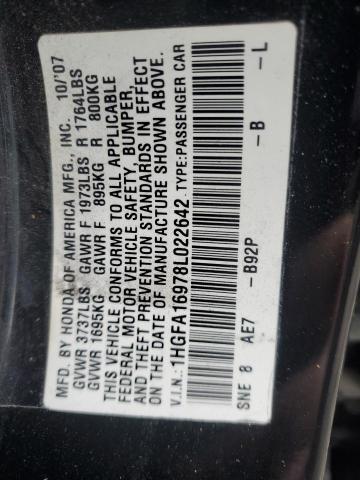 MFD. BY HONDA OF AMERICA MFG., INC. 10/'07
GVWR 3737LBS GAWR F 1973LBS R 1764LBS
GVWR 1695KG GAWR F 895KG R 800KG
THIS VEHICLE CONFORMS TO ALL APPLICABLE
FEDERAL MOTOR VEHICLE SAFETY, BUMPER,
AND THEFT PREVENTION STANDARDS IN EFFECT
ON THE DATE OF MANUFACTURE SHOWN ABOVE.
V.I.N.: 1HGFA16978L022642 TYPE:PASSENGER CAR
SNE 8 AE7 -B92P -B -L